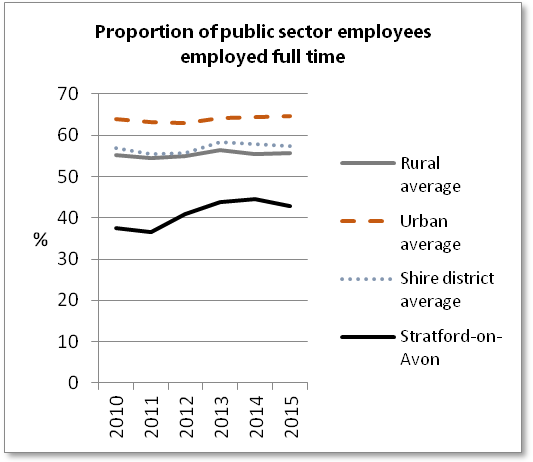 Proportion of public sector employees
employed full time
70
60
50
40
30
20
10
0
%
2010
2011
2012
2013
2014
2015
Rural
average
Urban
average
Shire district
average
Stratford-on-
Avon